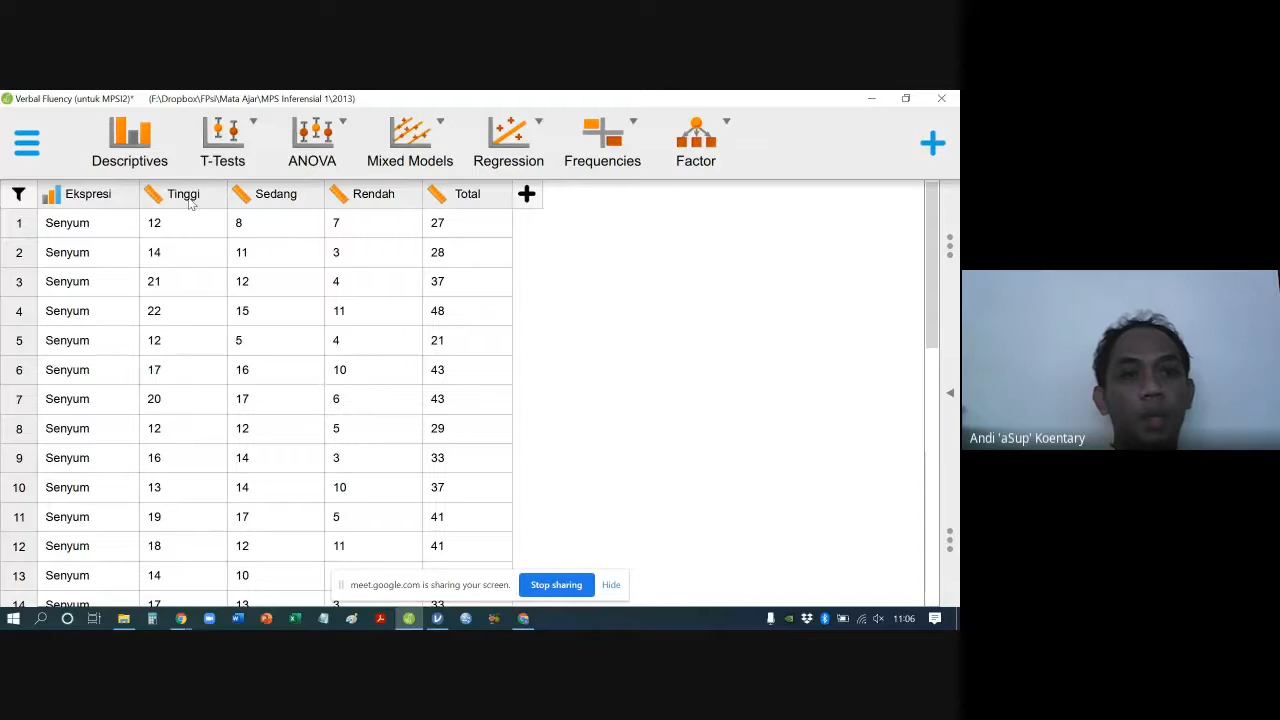 Verbal Fluency (untuk MPSI2)* (F:\Dropbox\FPsi\Mata Ajar\MPS Inferensial 1\2013)
Descriptives T-Tests ANOVA Mixed Models Regression Frequencies Factor
Ekspresi Tinggi Sedang Rendah Total
1 Senyum 12 8 7 27
2 Senyum 14 11 3 28
3 Senyum 21 12 4 37
4 Senyum 22 15 11 48
5 Senyum 12 5 4 21
6 Senyum 17 16 10 43
7 Senyum 20 17 6 43
8 Senyum 12 12 5 29
9 Senyum 16 14 3 33
10 Senyum 13 14 10 37
11 Senyum 19 17 5 41
12 Senyum 18 12 11 41
13 Senyum 14 10
14 Senyum 17 13 3 33
meet.google.com is sharing your screen. Stop sharing Hide
11:06
Andi 'aSup' Koentary